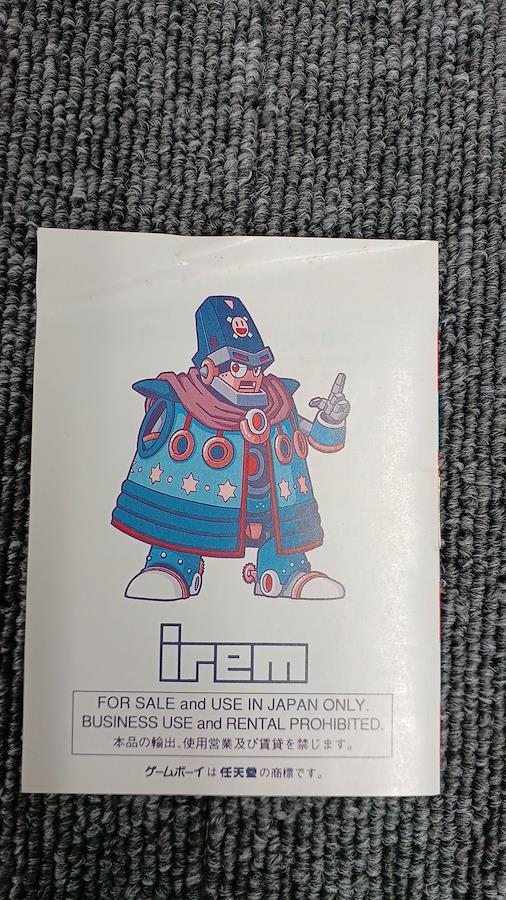 irem
FOR SALE and USE IN JAPAN ONLY.
BUSINESS USE and RENTAL PROHIBITED.
本品の輸出、使用営業及び賃貸を禁じます。
ゲームボーイは任天堂の商標です。